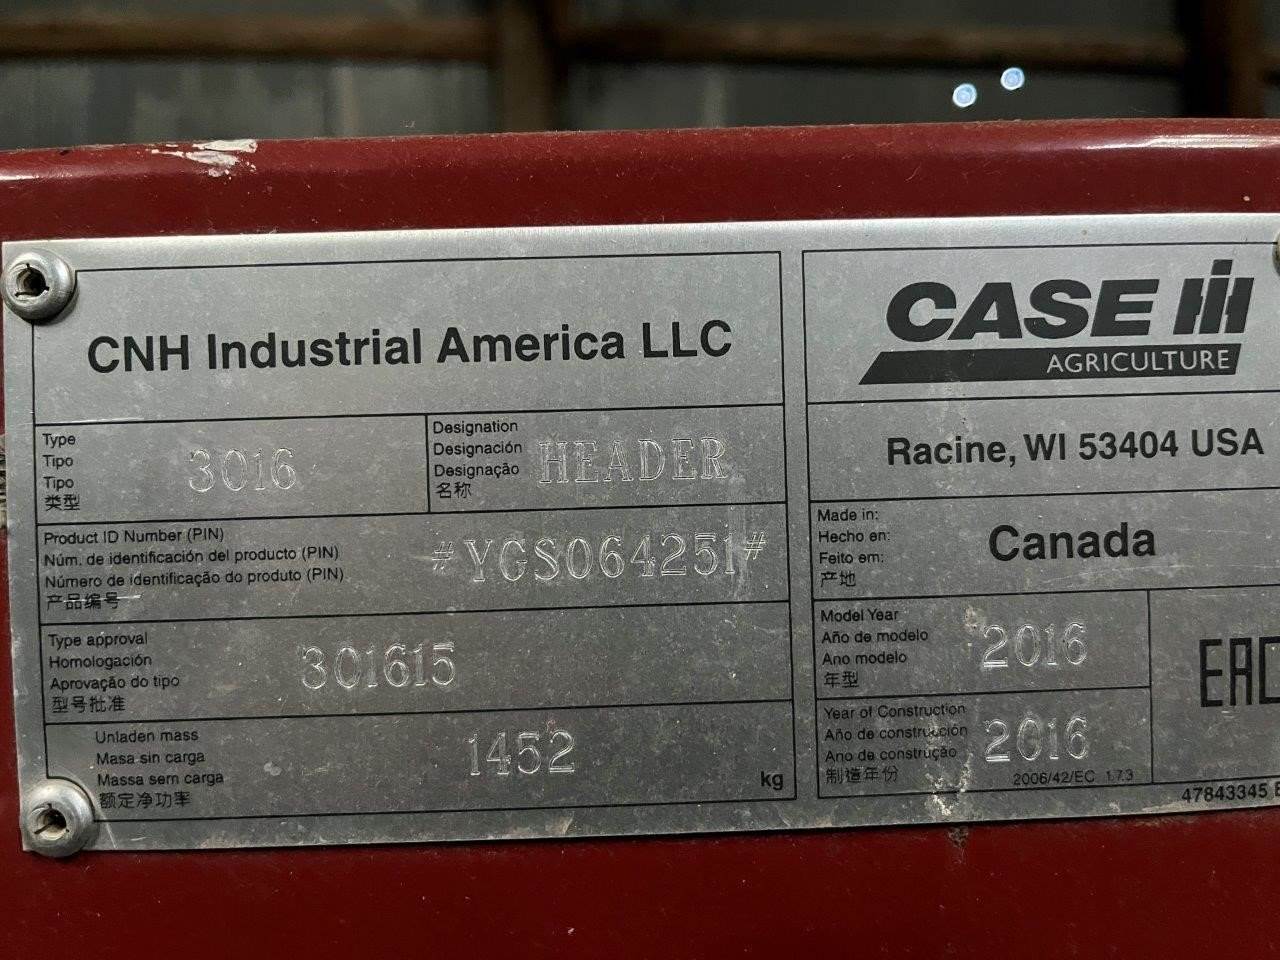 CNH Industrial America LLC
Type
Tipo
Tipo
类型
3016
Designation
Designación
Designação
名称
HEADER
Product ID Number (PIN)
Núm. de identificación del producto (PIN)
Número de identificação do produto (PIN)
产品编号
#YGS064251#
Type approval
Homologación
Aprovação do tipo
型号批准
301615
Unladen mass
Masa sin carga
Massa sem carga
额定净功率
1452
kg
CASE IH
AGRICULTURE
Racine, WI 53404 USA
Made in:
Hecho en:
Feito em:
产地
Canada
Model Year
Año de modelo
Ano modelo
年型
2016
Year of Construction
Año de construcción
Ano de construção
制造年份
2016
2006/42/EC 1.7.3
EAC
47843345